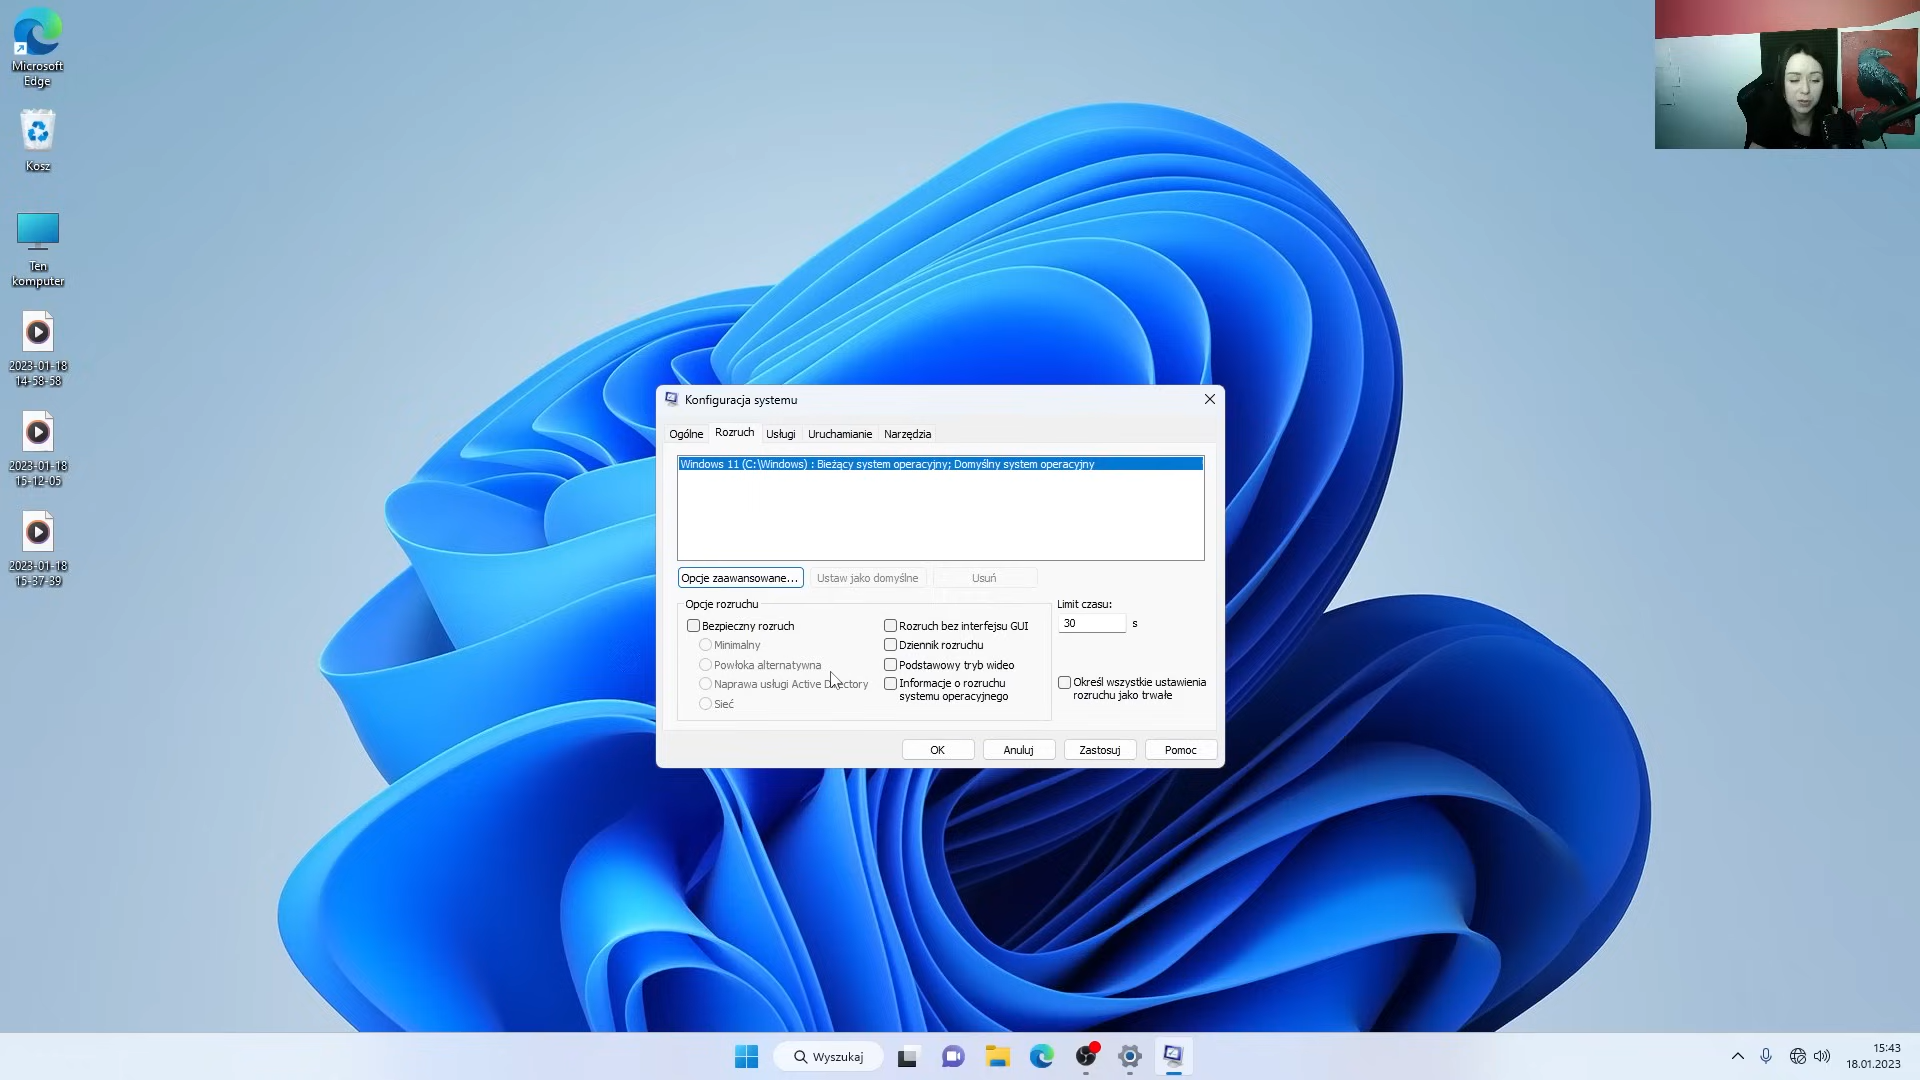 Microsoft
Edge
Kosz
Ten
komputer
2023-01-18
14-58-58
2023-01-18
15-12-05
2023-01-18
15-37-39
Konfiguracja systemu
Ogólne Rozruch Usługi Uruchamianie Narzędzia
Windows 11 (C:\Windows) : Bieżący system operacyjny; Domyślny system operacyjny
Opcje zaawansowane... Ustaw jako domyślne Usuń
Opcje rozruchu
Bezpieczny rozruch
Minimalny
Powłoka alternatywna
Naprawa usługi Active Directory
Sieć
Rozruch bez interfejsu GUI
Dziennik rozruchu
Podstawowy tryb wideo
Informacje o rozruchu
systemu operacyjnego
Limit czasu:
30 s
Określ wszystkie ustawienia
rozruchu jako trwałe
OK Anuluj Zastosuj Pomoc
Wyszukaj
15:43
18.01.2023